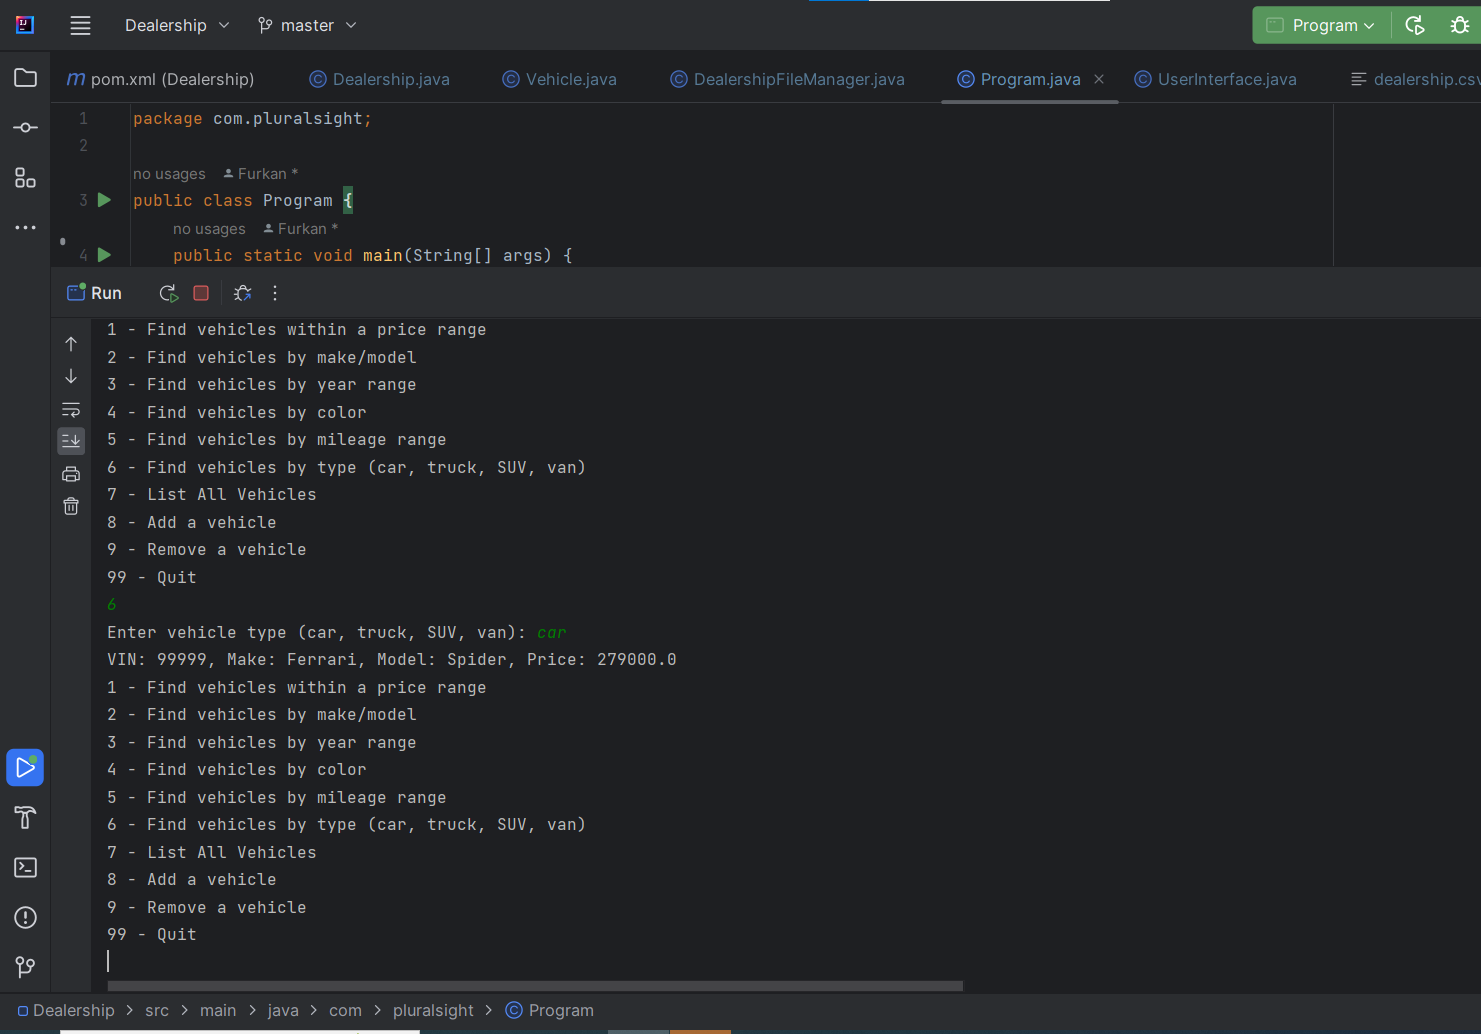 Dealership master Program
m pom.xml (Dealership) Dealership.java Vehicle.java DealershipFileManager.java Program.java UserInterface.java dealership.csv
1 package com.pluralsight;
2
no usages Furkan *
3 public class Program {
no usages Furkan *
4 public static void main(String[] args) {
Run
1 - Find vehicles within a price range
2 - Find vehicles by make/model
3 - Find vehicles by year range
4 - Find vehicles by color
5 - Find vehicles by mileage range
6 - Find vehicles by type (car, truck, SUV, van)
7 - List All Vehicles
8 - Add a vehicle
9 - Remove a vehicle
99 - Quit
6
Enter vehicle type (car, truck, SUV, van): car
VIN: 99999, Make: Ferrari, Model: Spider, Price: 279000.0
1 - Find vehicles within a price range
2 - Find vehicles by make/model
3 - Find vehicles by year range
4 - Find vehicles by color
5 - Find vehicles by mileage range
6 - Find vehicles by type (car, truck, SUV, van)
7 - List All Vehicles
8 - Add a vehicle
9 - Remove a vehicle
99 - Quit
Dealership > src > main > java > com > pluralsight > Program